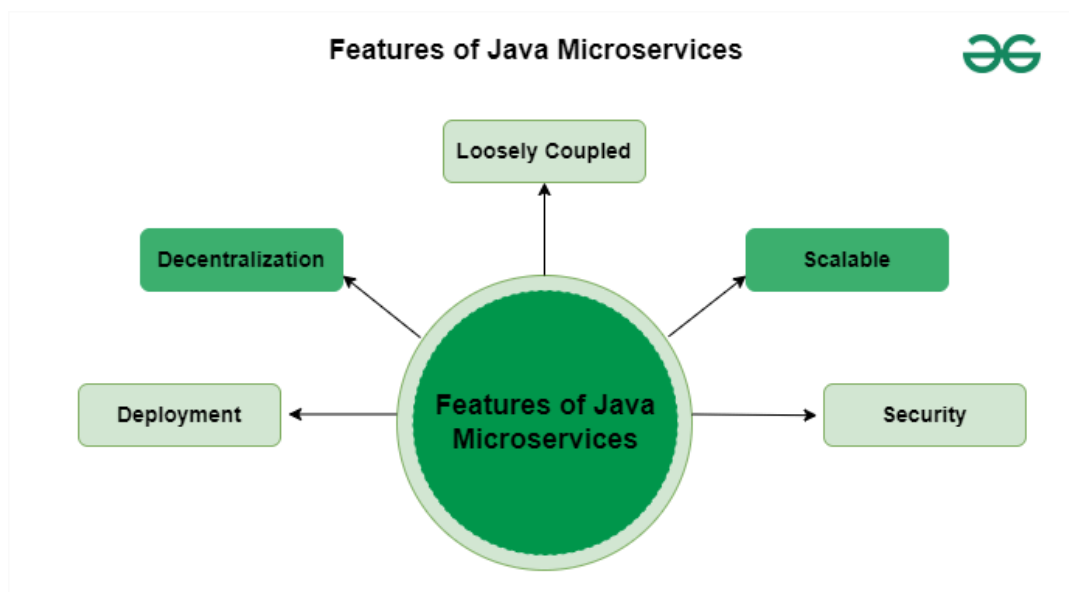 Features of Java Microservices
Loosely Coupled
Decentralization
Scalable
Deployment
Features of Java
Microservices
Security